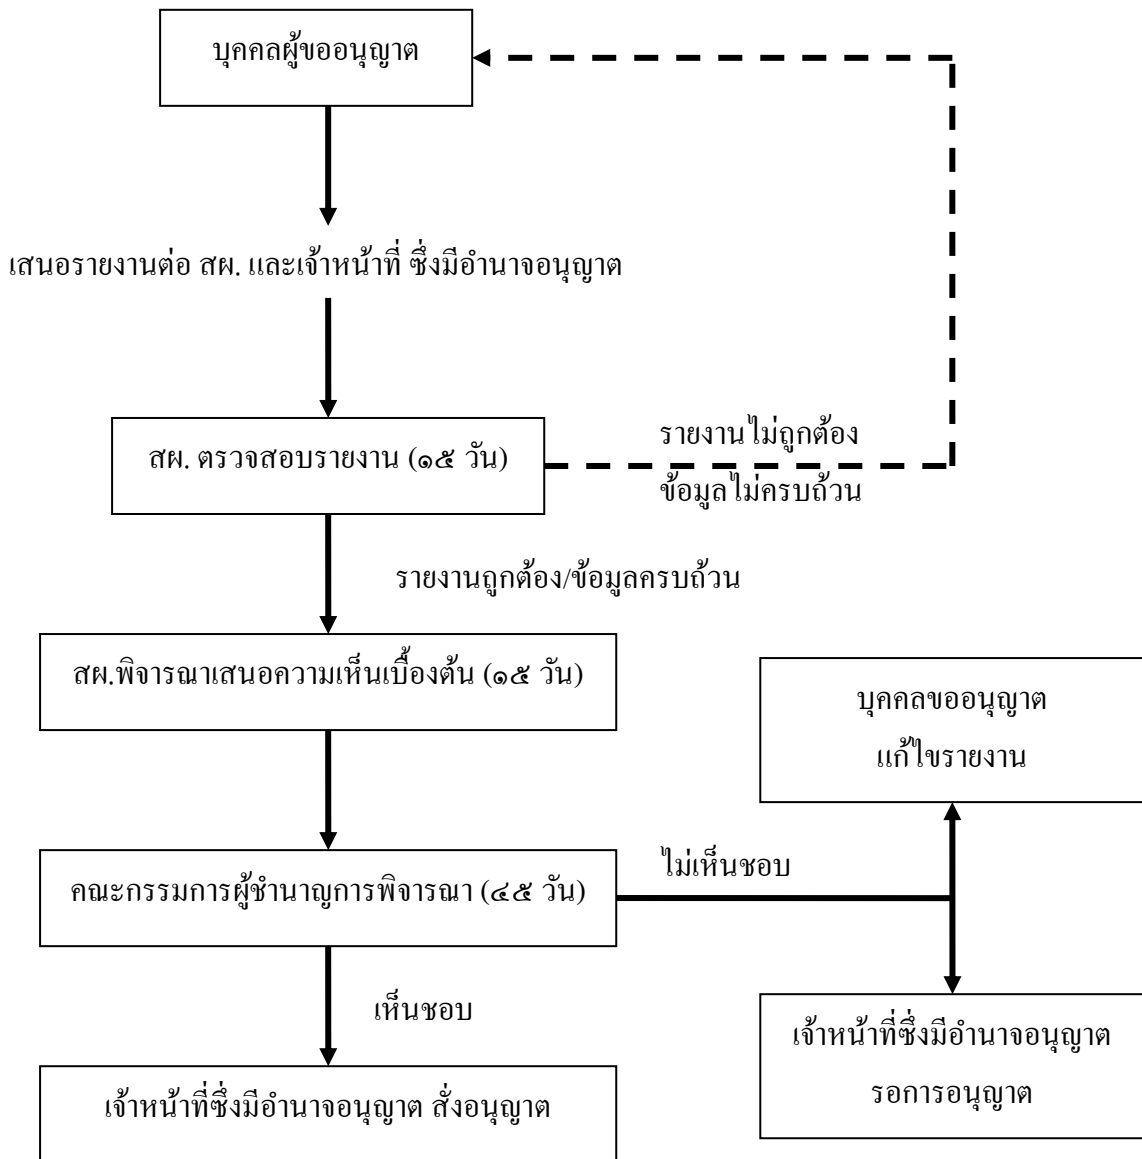 บุคคลผู้ขออนุญาต
เสนอรายงานต่อ สผ. และเจ้าหน้าที่ ซึ่งมีอำนาจอนุญาต
สผ. ตรวจสอบรายงาน (๑๕ วัน)
รายงานไม่ถูกต้อง
ข้อมูลไม่ครบถ้วน
รายงานถูกต้อง/ข้อมูลครบถ้วน
สผ.พิจารณาเสนอความเห็นเบื้องต้น (๑๕ วัน)
บุคคลขออนุญาต
แก้ไขรายงาน
คณะกรรมการผู้ชำนาญการพิจารณา (๔๕ วัน)
ไม่เห็นชอบ
เห็นชอบ
เจ้าหน้าที่ซึ่งมีอำนาจอนุญาต
รอการอนุญาต
เจ้าหน้าที่ซึ่งมีอำนาจอนุญาต สั่งอนุญาต